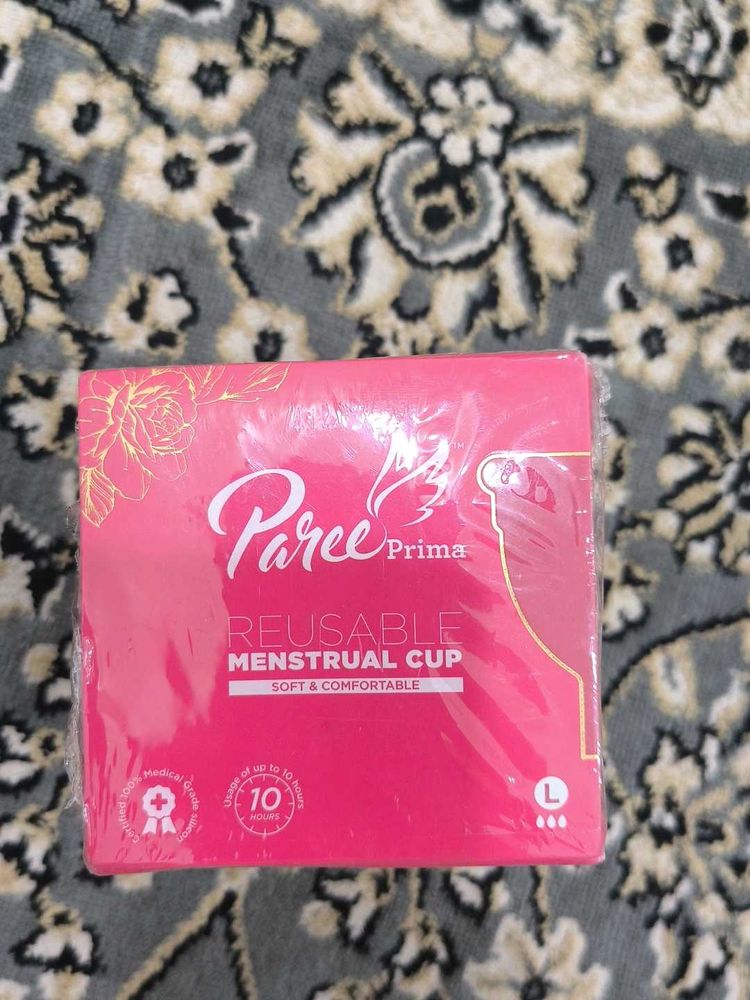 Paree™
Prima
REUSABLE
MENSTRUAL CUP
SOFT & COMFORTABLE
Certified 100% Medical Grade silicon
Usage of up to 10 hours
10
HOURS
L